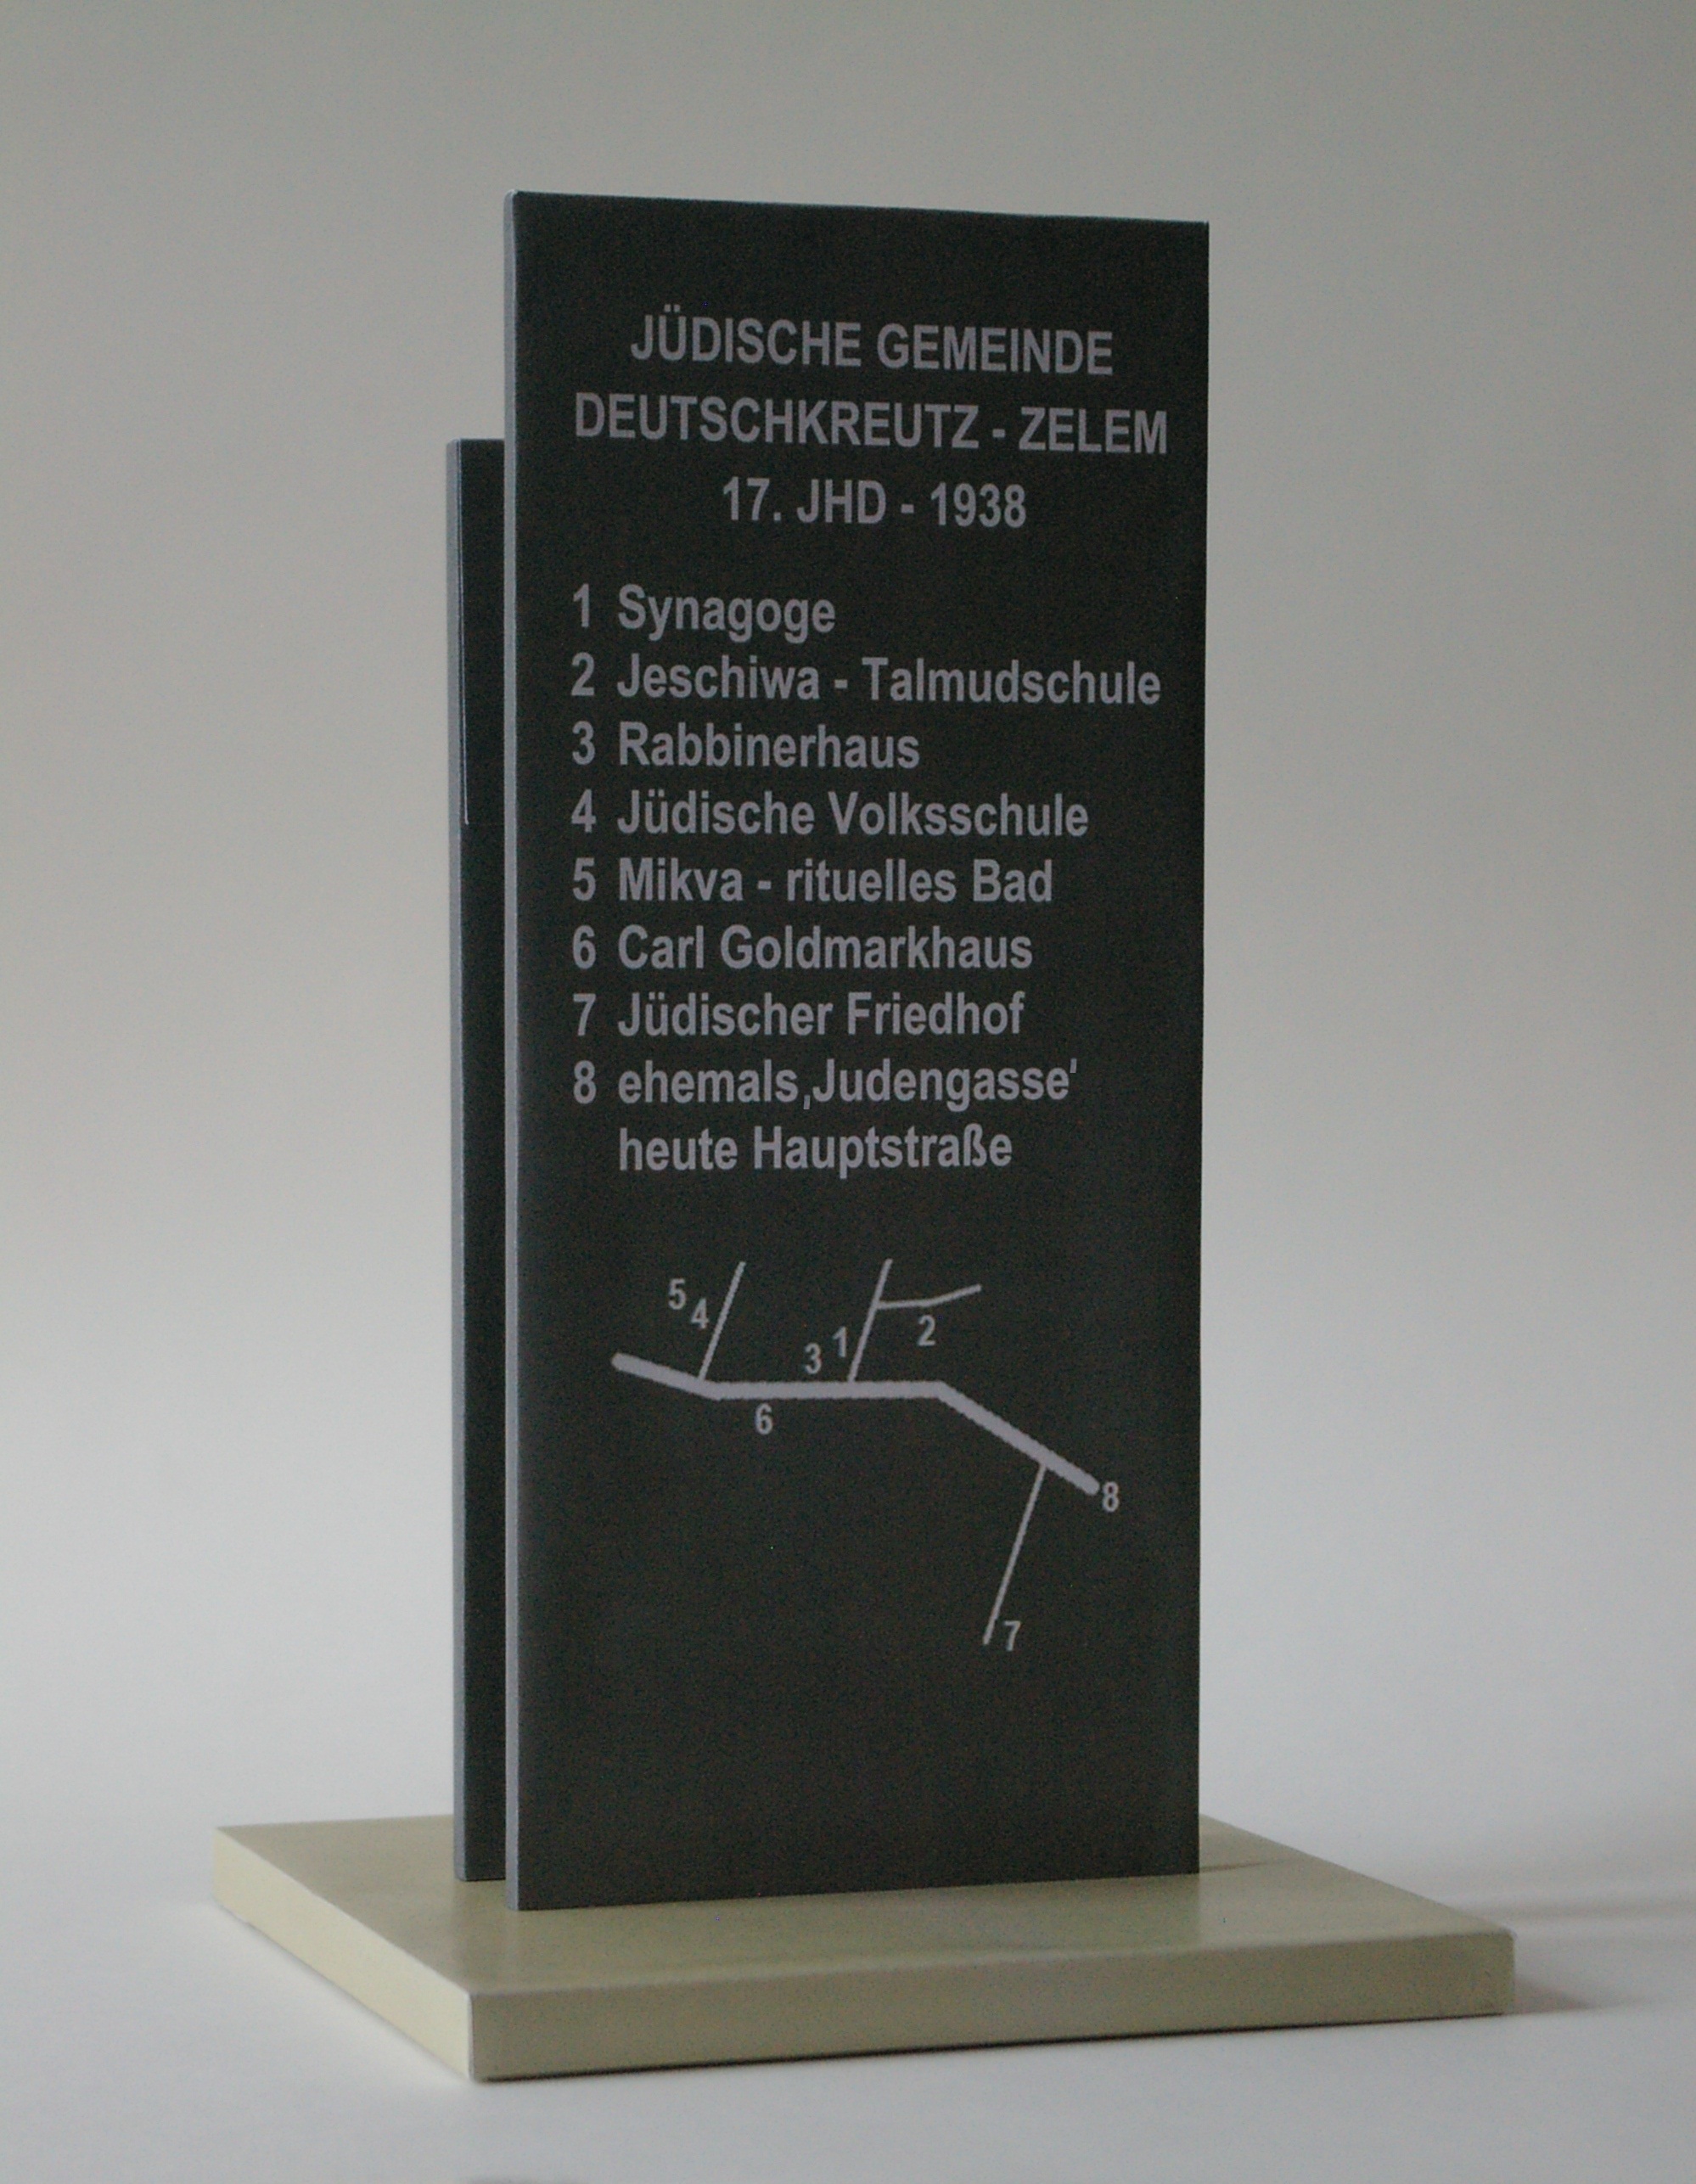 JÜDISCHE GEMEINDE
DEUTSCHKREUTZ - ZELEM
17. JHD - 1938
1 Synagoge
2 Jeschiwa - Talmudschule
3 Rabbinerhaus
4 Jüdische Volksschule
5 Mikva - rituelles Bad
6 Carl Goldmarkhaus
7 Jüdischer Friedhof
8 ehemals ‚Judengasse'
heute Hauptstraße
5
4
3 1
2
6
8
7